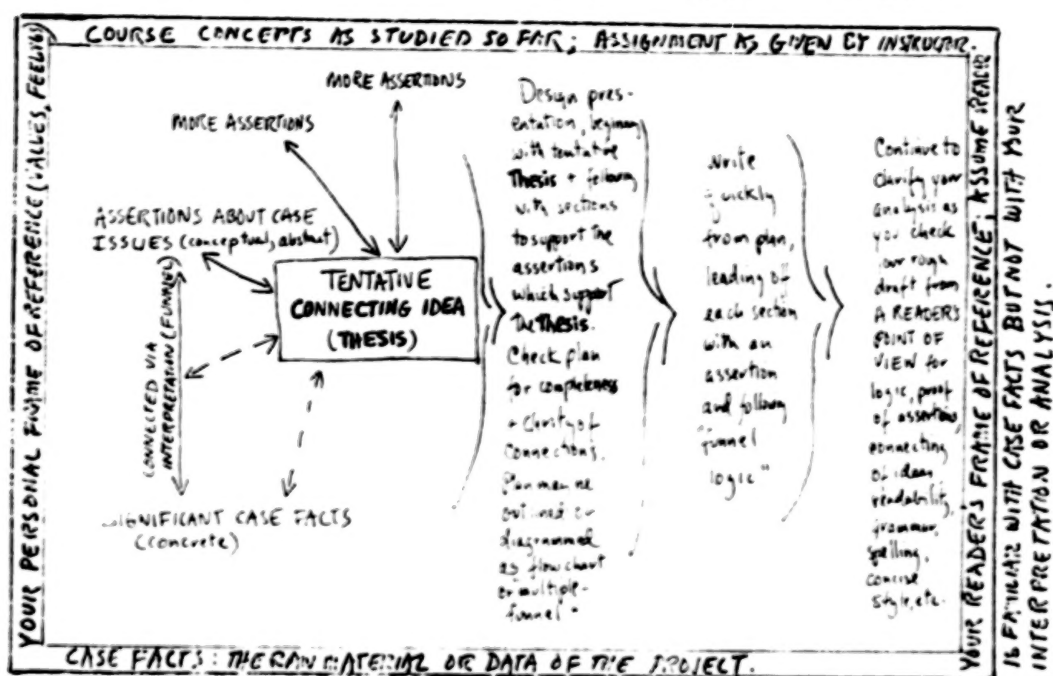 COURSE CONCEPTS AS STUDIED SO FAR; ASSIGNMENT AS GIVEN BY INSTRUCTOR.
YOUR PERSONAL FRAME OF REFERENCE (VALUES, FEELINGS)
MORE ASSERTIONS
MORE ASSERTIONS
ASSERTIONS ABOUT CASE
ISSUES (conceptual, abstract)
CONNECTED VIA
INTERPRETATION (FUNNEL)
TENTATIVE
CONNECTING IDEA
(THESIS)
SIGNIFICANT CASE FACTS
(concrete)
Design pres-
entation, beginning
with tentative
Thesis + following
with sections
to support the
assertions
which support
the Thesis.
Check plan
for completeness
+ Clarity of
Connections.
Plan may be
outlined or
diagrammed
as flow chart
or multiple-
funnel"
Write
quickly
from plan,
leading off
each section
with an
assertion
and following
"funnel
logic"
Continue to
clarify your
analysis as
you check
your rough
draft from
A READER'S
POINT OF
VIEW for
logic, proof
of assertions,
connecting
of ideas,
readability,
grammar,
spelling,
concise
style, etc.
YOUR READERS FRAME OF REFERENCE; ASSUME READER
IS FAMILIAR WITH CASE FACTS BUT NOT WITH YOUR
INTERPRETATION OR ANALYSIS.
CASE FACTS: THE RAW MATERIAL OR DATA OF THE PROJECT.